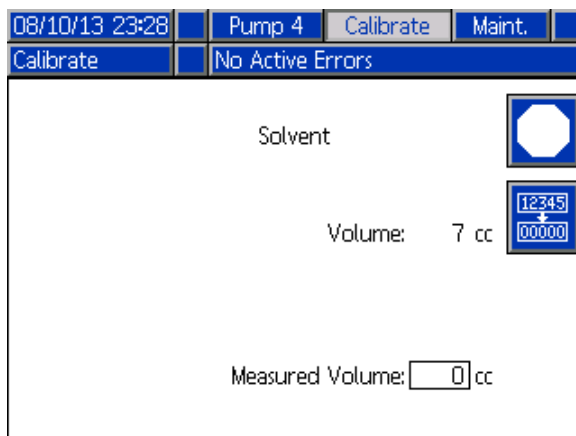 08/10/13 23:28 Pump 4 Calibrate Maint.
Calibrate No Active Errors
Solvent
12345
Volume: 7 cc
00000
Measured Volume: 0 cc